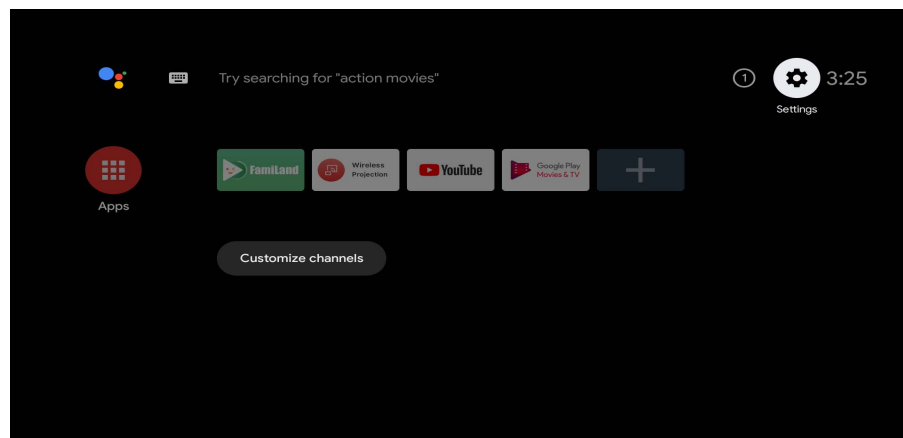 Try searching for "action movies"
1
3:25
Settings
FamiLand
Wireless
Projection
YouTube
Google Play
Movies & TV
Apps
Customize channels